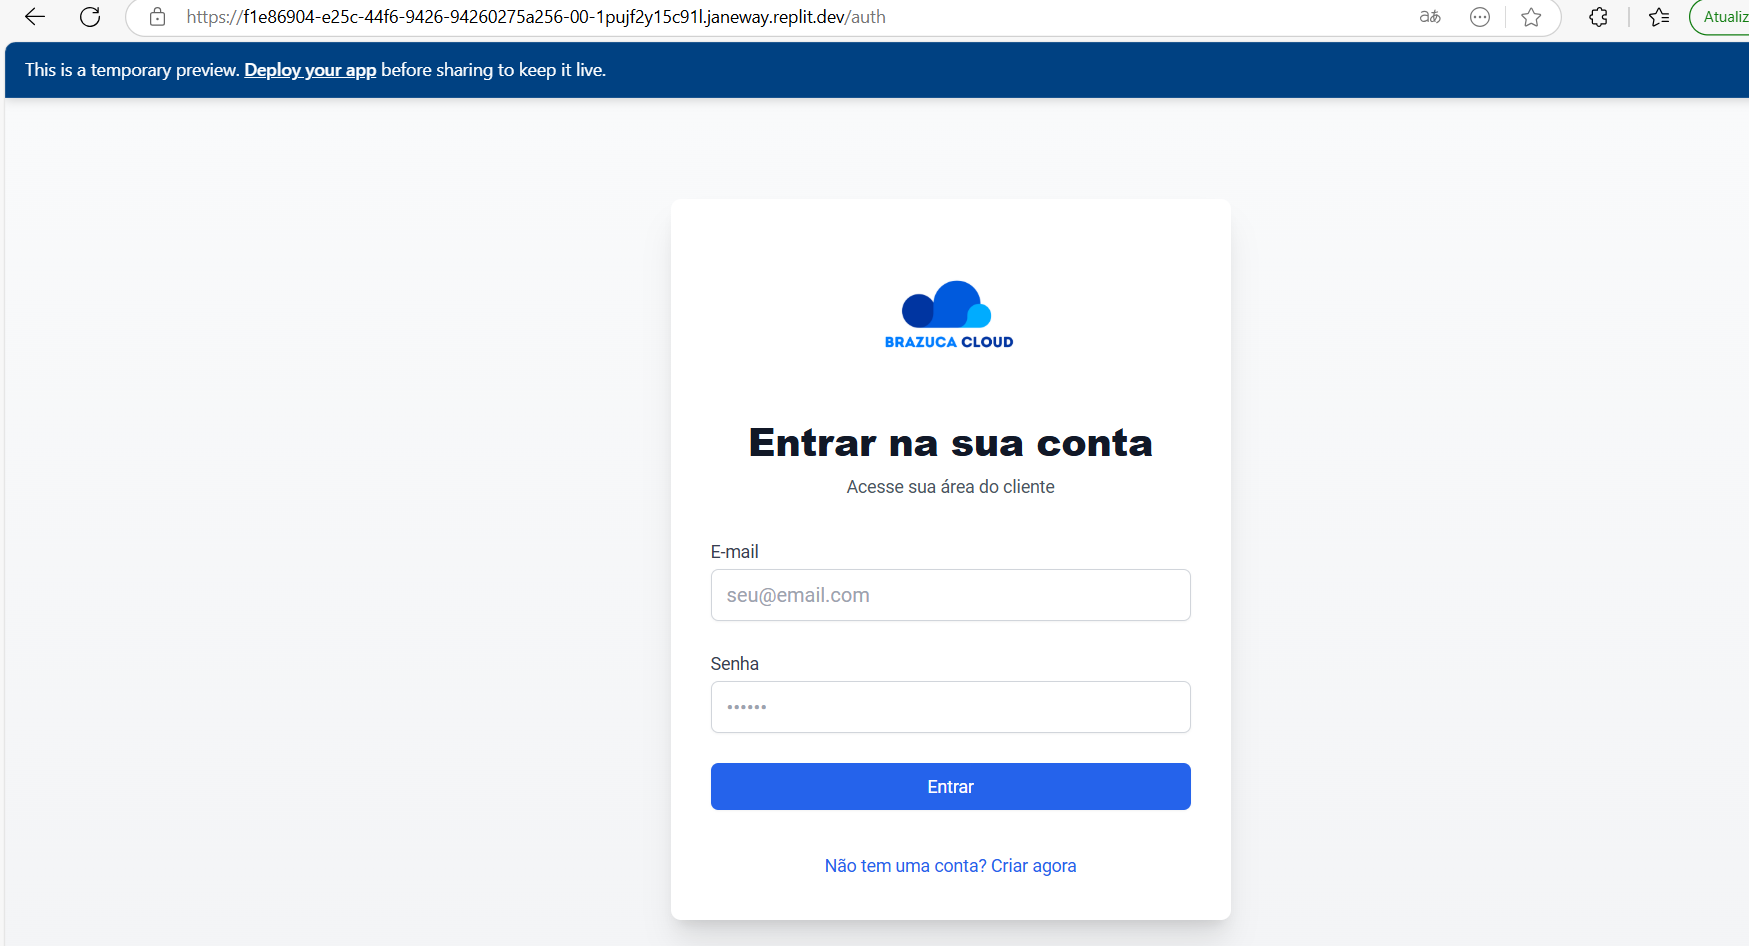 https://f1e86904-e25c-44f6-9426-94260275a256-00-1pujf2y15c91l.janeway.replit.dev/auth
aあ
Atualiz
This is a temporary preview. Deploy your app before sharing to keep it live.
BRAZUCA CLOUD
Entrar na sua conta
Acesse sua área do cliente
E-mail
seu@email.com
Senha
••••••
Entrar
Não tem uma conta? Criar agora